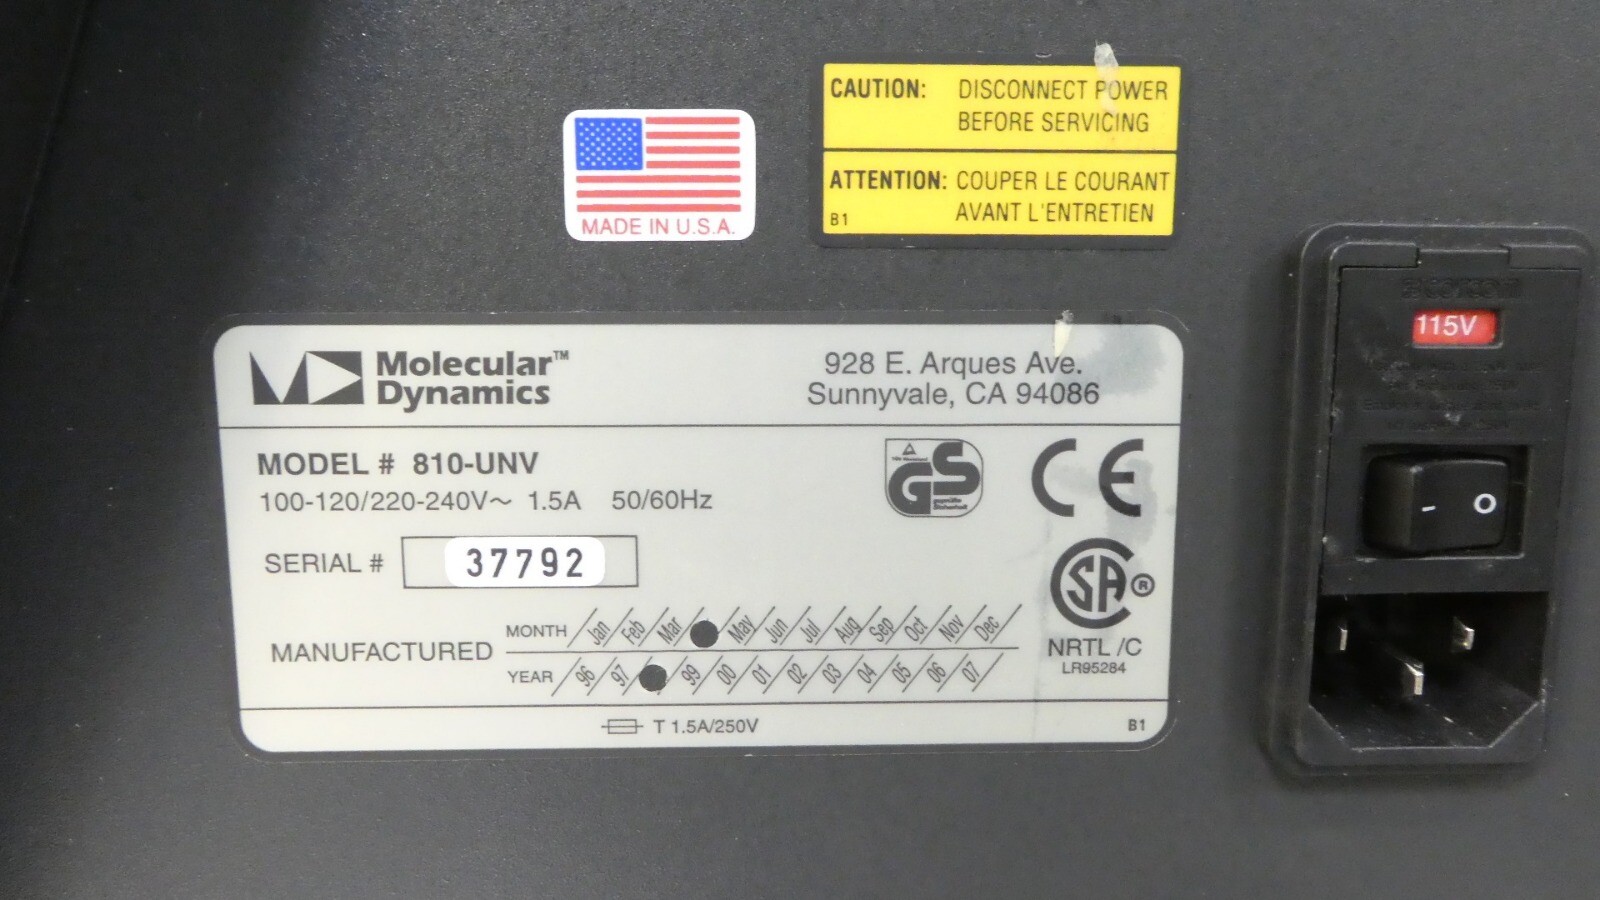 CAUTION: DISCONNECT POWER
BEFORE SERVICING
ATTENTION: COUPER LE COURANT
B1 AVANT L'ENTRETIEN
MADE IN U.S.A.
115V
Molecular™
Dynamics
928 E. Arques Ave.
Sunnyvale, CA 94086
MODEL # 810-UNV
100-120/220-240V~ 1.5A 50/60Hz
GS
geprüfte
Sicherheit
CE
SERIAL # 37792
SA ®
NRTL /C
LR95284
MANUFACTURED
MONTH Jan Feb Mar May Jun Jul Aug Sep Oct Nov Dec
YEAR 96 97 99 00 01 02 03 04 05 06 07
T 1.5A/250V
B1
- O